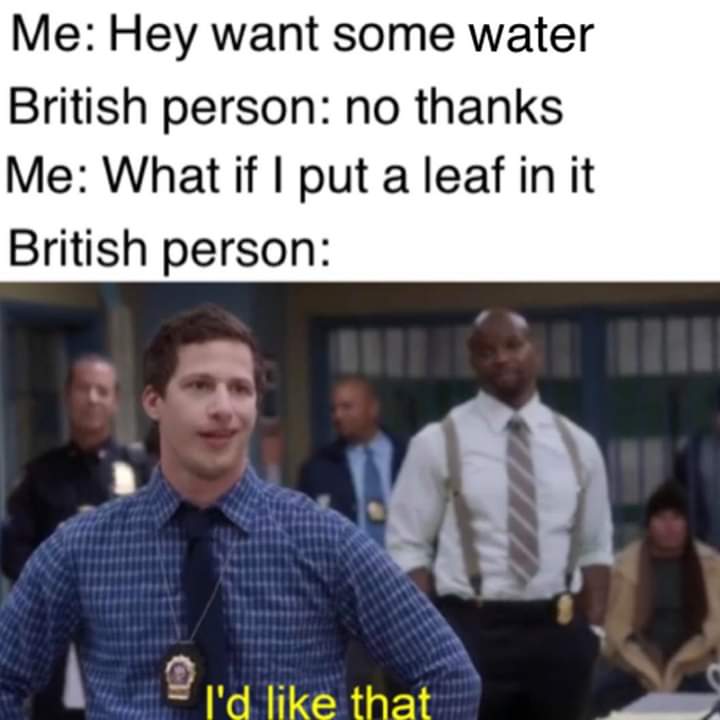 Me: Hey want some water
British person: no thanks
Me: What if I put a leaf in it
British person:
I'd like that